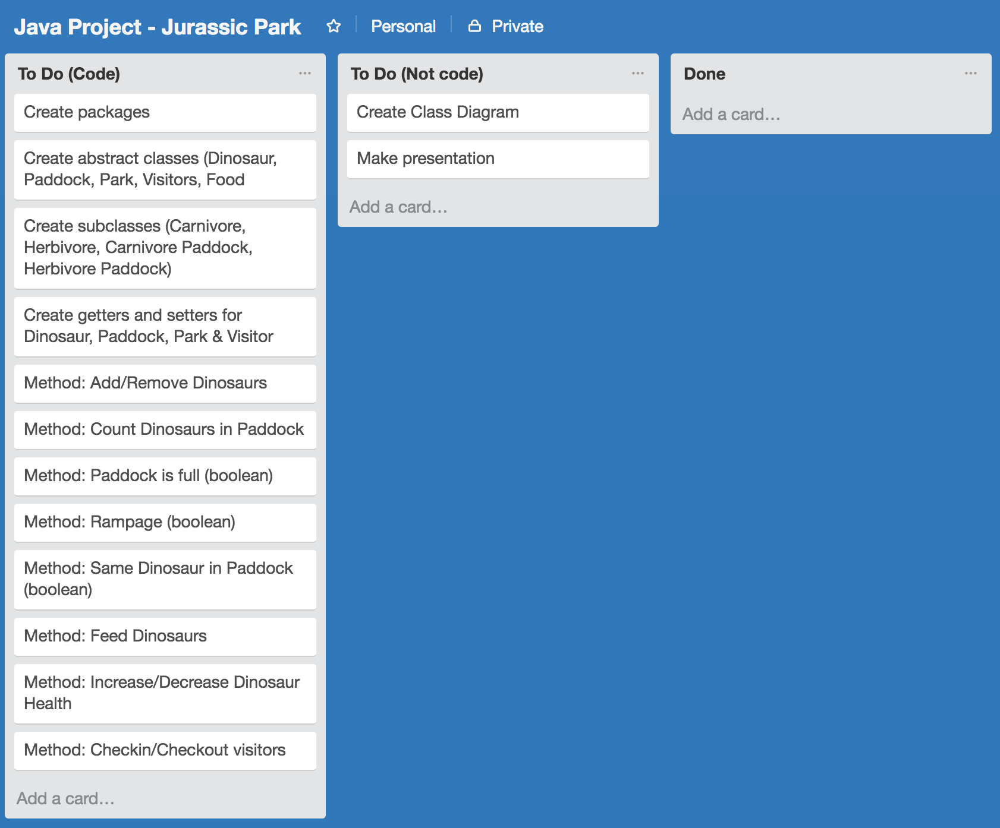 Java Project - Jurassic Park
Personal
Private
To Do (Code)
Create packages
Create abstract classes (Dinosaur,
Paddock, Park, Visitors, Food
Create subclasses (Carnivore,
Herbivore, Carnivore Paddock,
Herbivore Paddock)
Create getters and setters for
Dinosaur, Paddock, Park & Visitor
Method: Add/Remove Dinosaurs
Method: Count Dinosaurs in Paddock
Method: Paddock is full (boolean)
Method: Rampage (boolean)
Method: Same Dinosaur in Paddock
(boolean)
Method: Feed Dinosaurs
Method: Increase/Decrease Dinosaur
Health
Method: Checkin/Checkout visitors
Add a card…
To Do (Not code)
Create Class Diagram
Make presentation
Add a card…
Done
Add a card…